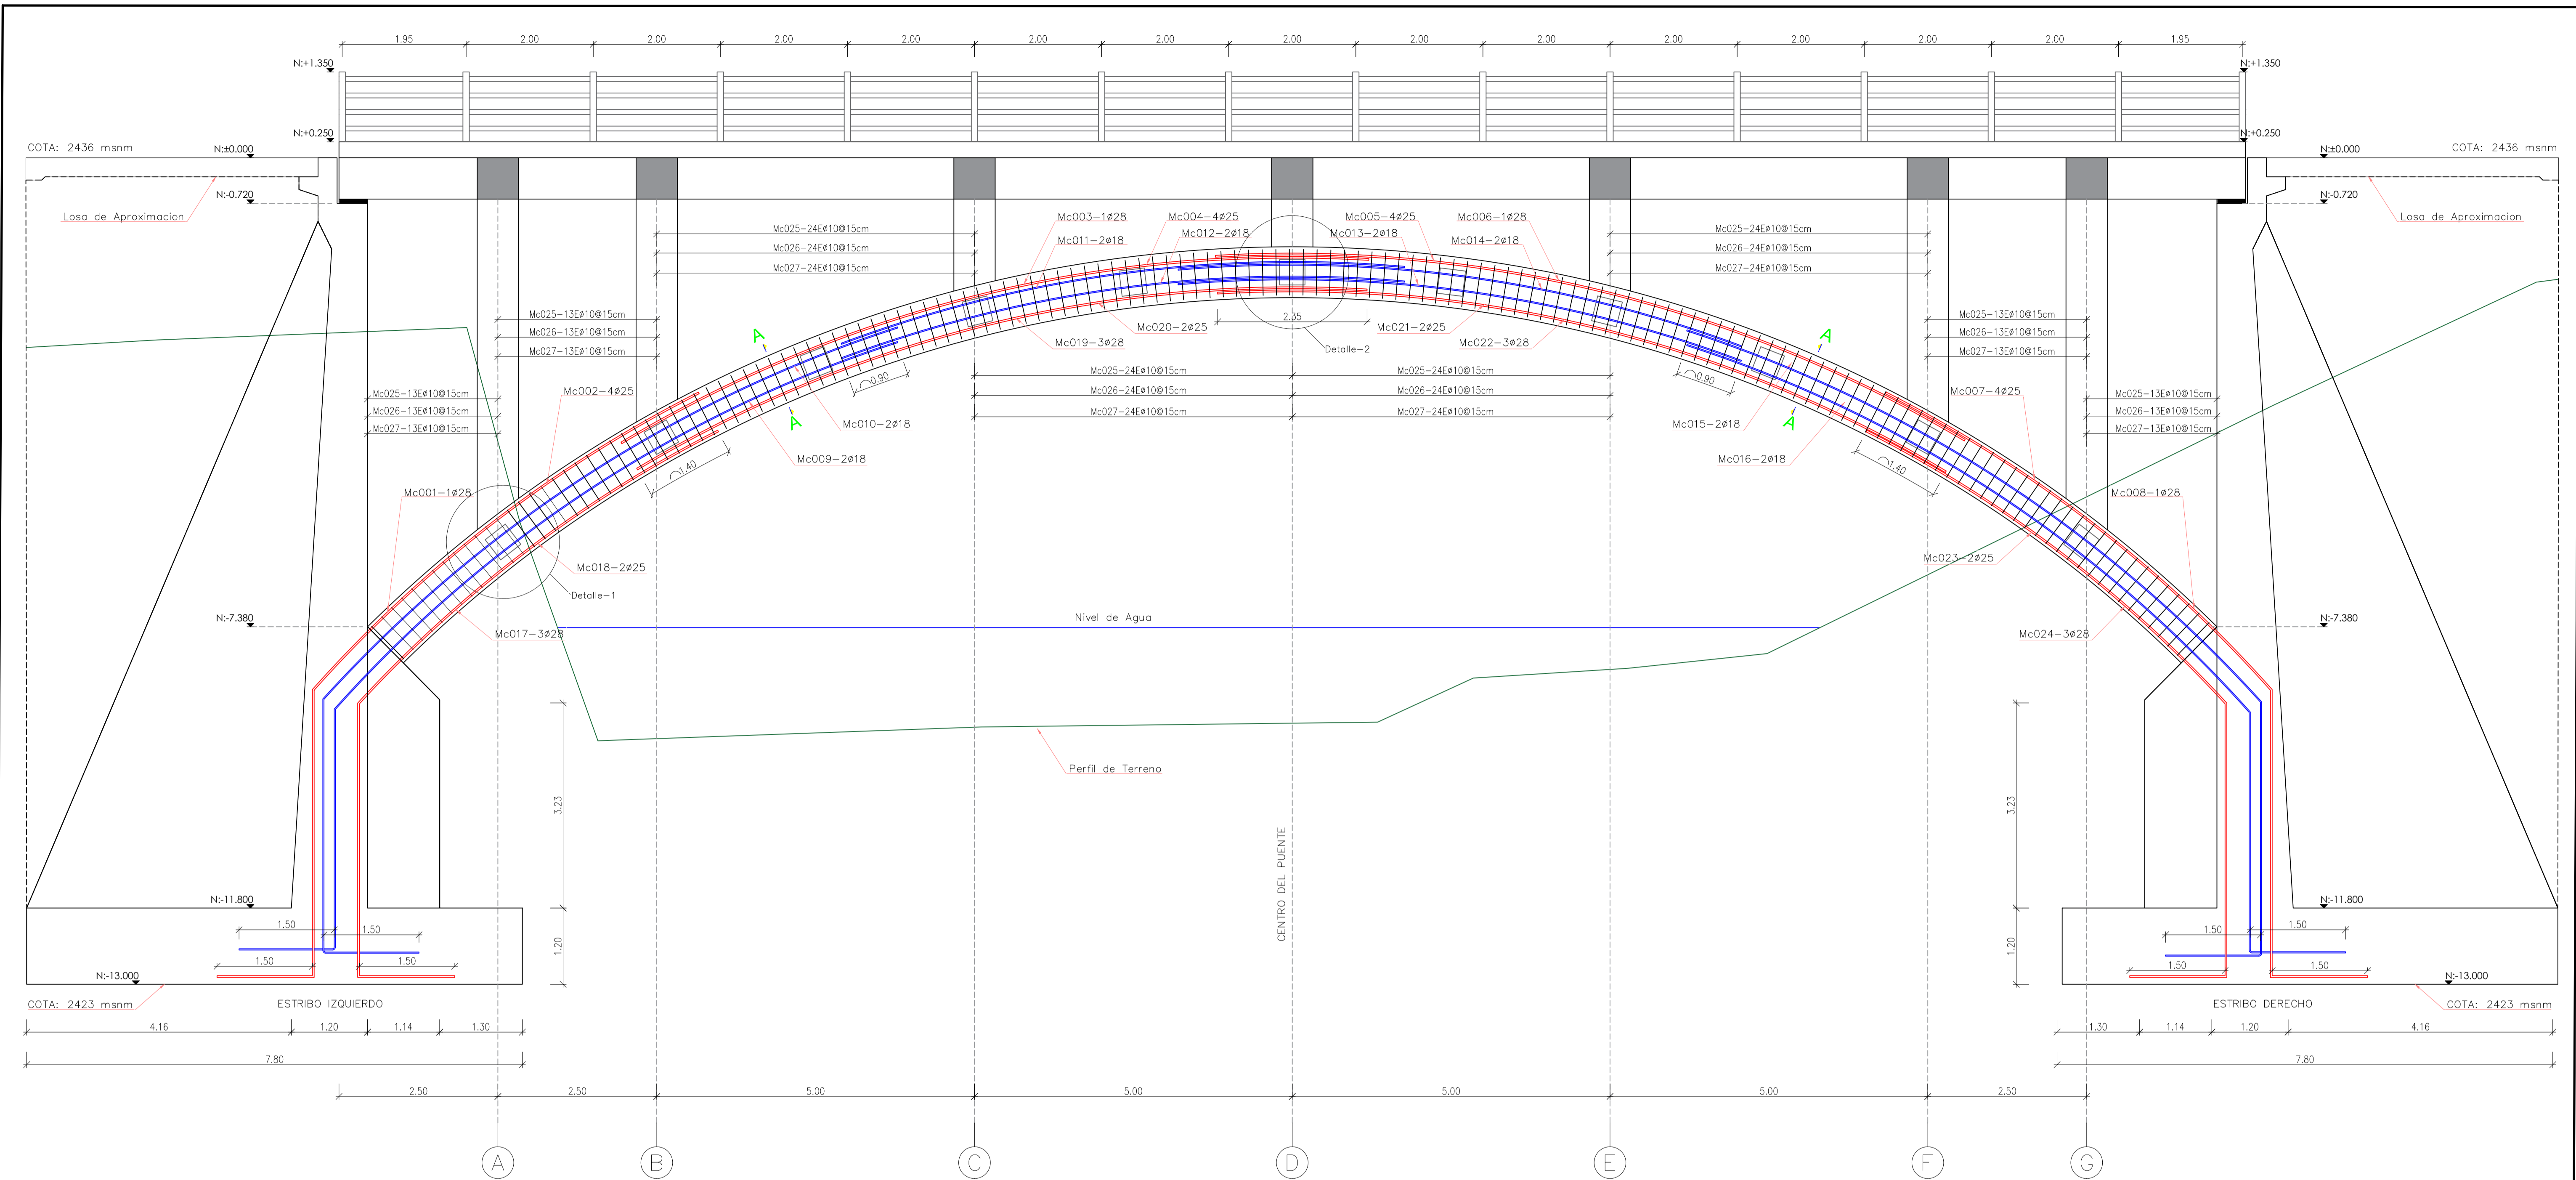 1.95 2.00 2.00 2.00 2.00 2.00 2.00 2.00 2.00 2.00 2.00 2.00 2.00 2.00 1.95
N:+1.350 N:+1.350
N:+0.250 N:+0.250
COTA: 2436 msnm N:±0.000 N:±0.000 COTA: 2436 msnm
N:-0.720 N:-0.720
Losa de Aproximacion Losa de Aproximacion
Mc003-1ø28 Mc004-4ø25 Mc005-4ø25 Mc006-1ø28
Mc011-2ø18 Mc012-2ø18 Mc013-2ø18 Mc014-2ø18
Mc025-24Eø10@15cm Mc025-24Eø10@15cm
Mc026-24Eø10@15cm Mc026-24Eø10@15cm
Mc027-24Eø10@15cm Mc027-24Eø10@15cm
Mc025-13Eø10@15cm Mc025-13Eø10@15cm
Mc026-13Eø10@15cm Mc026-13Eø10@15cm
Mc027-13Eø10@15cm Mc027-13Eø10@15cm
Mc020-2ø25 2.35 Mc021-2ø25
Mc019-3ø28 Detalle-2 Mc022-3ø28
A A
0.90 0.90
Mc025-24Eø10@15cm Mc025-24Eø10@15cm
Mc026-24Eø10@15cm Mc026-24Eø10@15cm
Mc027-24Eø10@15cm Mc027-24Eø10@15cm
Mc025-13Eø10@15cm Mc002-4ø25 Mc007-4ø25 Mc025-13Eø10@15cm
Mc026-13Eø10@15cm Mc026-13Eø10@15cm
Mc027-13Eø10@15cm Mc027-13Eø10@15cm
A Mc010-2ø18 Mc015-2ø18 A
Mc009-2ø18 Mc016-2ø18
1.40 1.40
Mc001-1ø28 Mc008-1ø28
Mc018-2ø25 Mc023-2ø25
Detalle-1
N:-7.380 Nivel de Agua N:-7.380
Mc017-3ø28 Mc024-3ø28
Perfil de Terreno
3.23 3.23
CENTRO DEL PUENTE
N:-11.800 N:-11.800
1.50 1.50 1.50 1.50
1.20 1.20
1.50 1.50 1.50 1.50
N:-13.000 N:-13.000
COTA: 2423 msnm ESTRIBO IZQUIERDO ESTRIBO DERECHO COTA: 2423 msnm
4.16 1.20 1.14 1.30 1.30 1.14 1.20 4.16
7.80 7.80
2.50 2.50 5.00 5.00 5.00 5.00 2.50
A B C D E F G